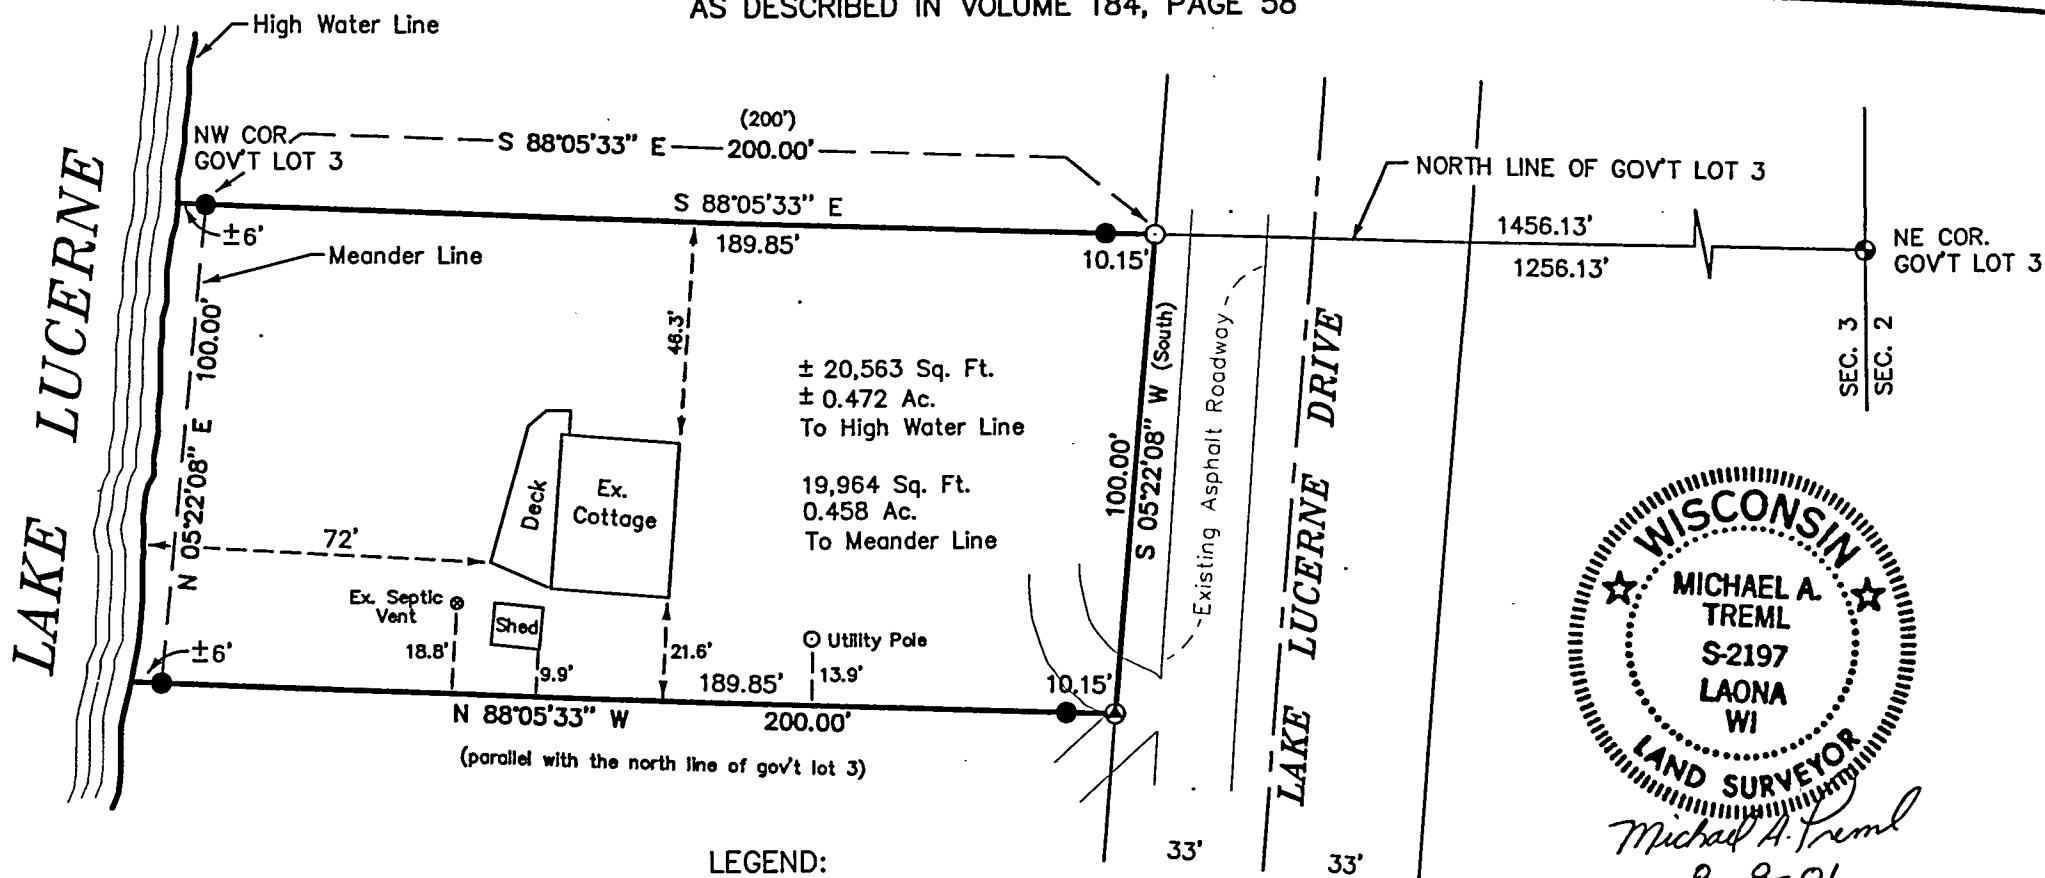 AS DESCRIBED IN VOLUME 184, PAGE 58
High Water Line
(200')
NW COR.
GOV'T LOT 3
S 88°05'33" E
200.00'
NORTH LINE OF GOV'T LOT 3
S 88°05'33" E
189.85'
10.15'
1456.13'
1256.13'
NE COR.
GOV'T LOT 3
±6'
Meander Line
LAKE LUCERNE
N 05°22'08" E 100.00'
46.3'
± 20,563 Sq. Ft.
± 0.472 Ac.
To High Water Line
19,964 Sq. Ft.
0.458 Ac.
To Meander Line
100.00'
S 05°22'08" W (South)
Existing Asphalt Roadway
LAKE LUCERNE DRIVE
SEC. 3
SEC. 2
Deck
Ex.
Cottage
72'
Ex. Septic
Vent
Shed
Utility Pole
±6'
18.8'
9.9'
21.6'
13.9'
189.85'
10.15'
N 88°05'33" W
200.00'
(parallel with the north line of gov't lot 3)
33'
33'
LEGEND:
WISCONSIN
MICHAEL A.
TREML
S-2197
LAONA
WI
LAND SURVEYOR
Michael A. Treml